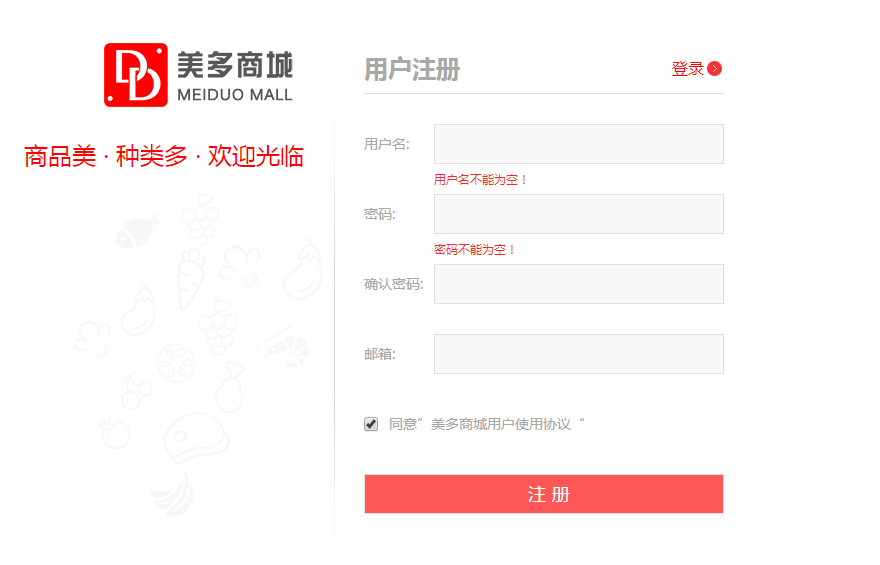 美多商城
MEIDUO MALL
商品美 · 种类多 · 欢迎光临
用户注册
登录
用户名:
用户名不能为空！
密码:
密码不能为空！
确认密码:
邮箱:
同意”美多商城用户使用协议“
注 册